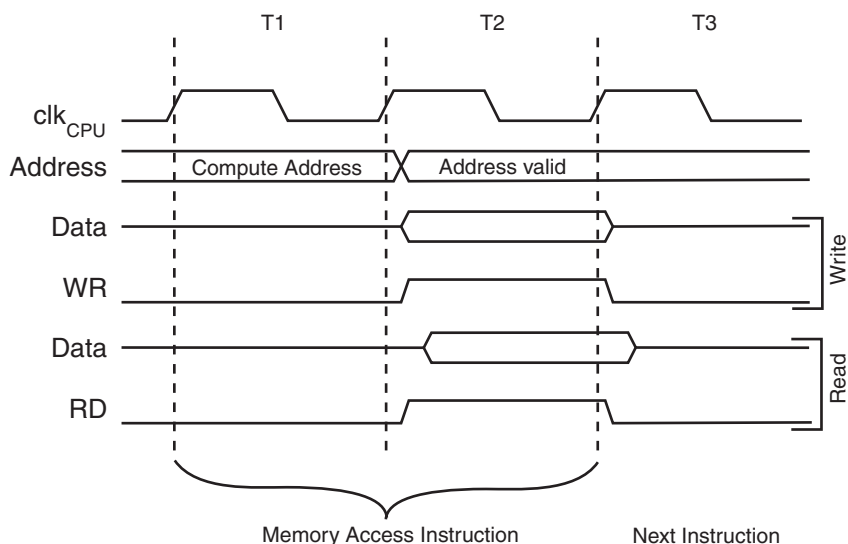 T1 T2 T3
clkCPU
Address Compute Address Address valid
Data
WR
Write
Data
RD
Read
Memory Access Instruction Next Instruction